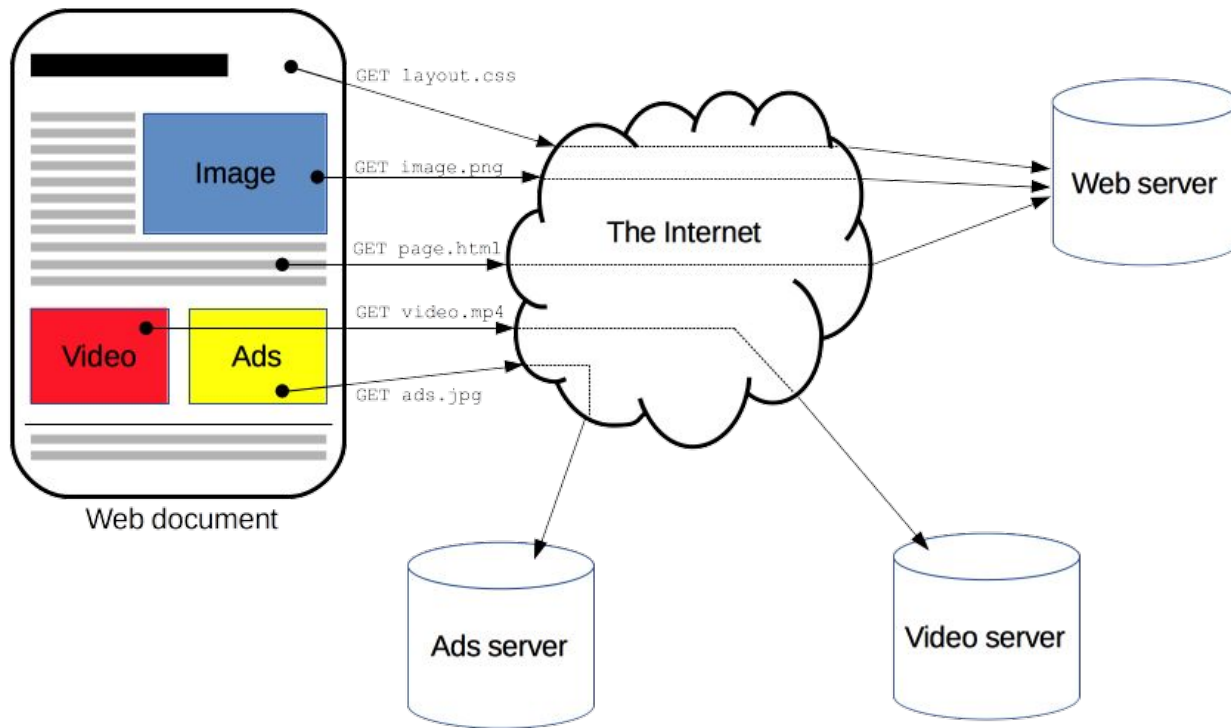 GET layout.css
Image
GET image.png
Web server
The Internet
GET page.html
GET video.mp4
Video
Ads
GET ads.jpg
Web document
Ads server
Video server